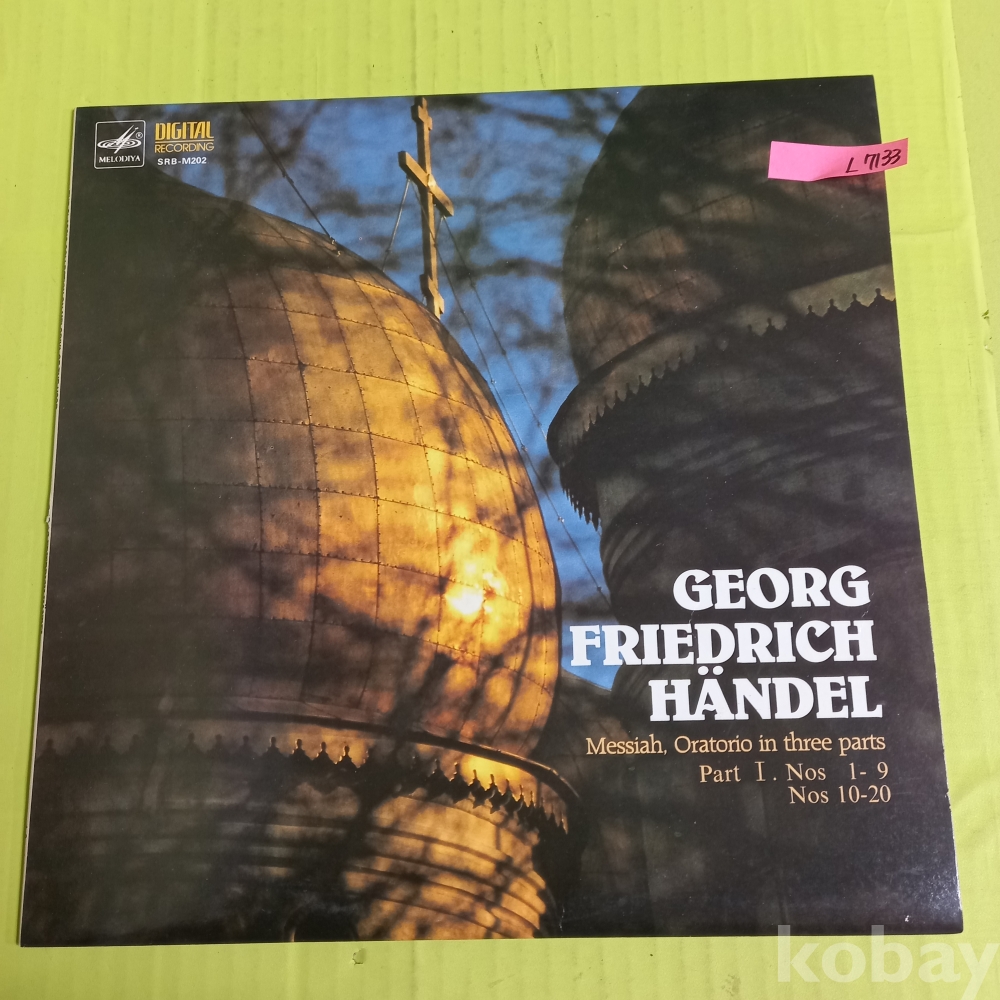 MELODIYA
®
DIGITAL
RECORDING
SRB-M202
L 7133
GEORG
FRIEDRICH
HÄNDEL
Messiah, Oratorio in three parts
Part I. Nos 1-9
Nos 10-20
kobay